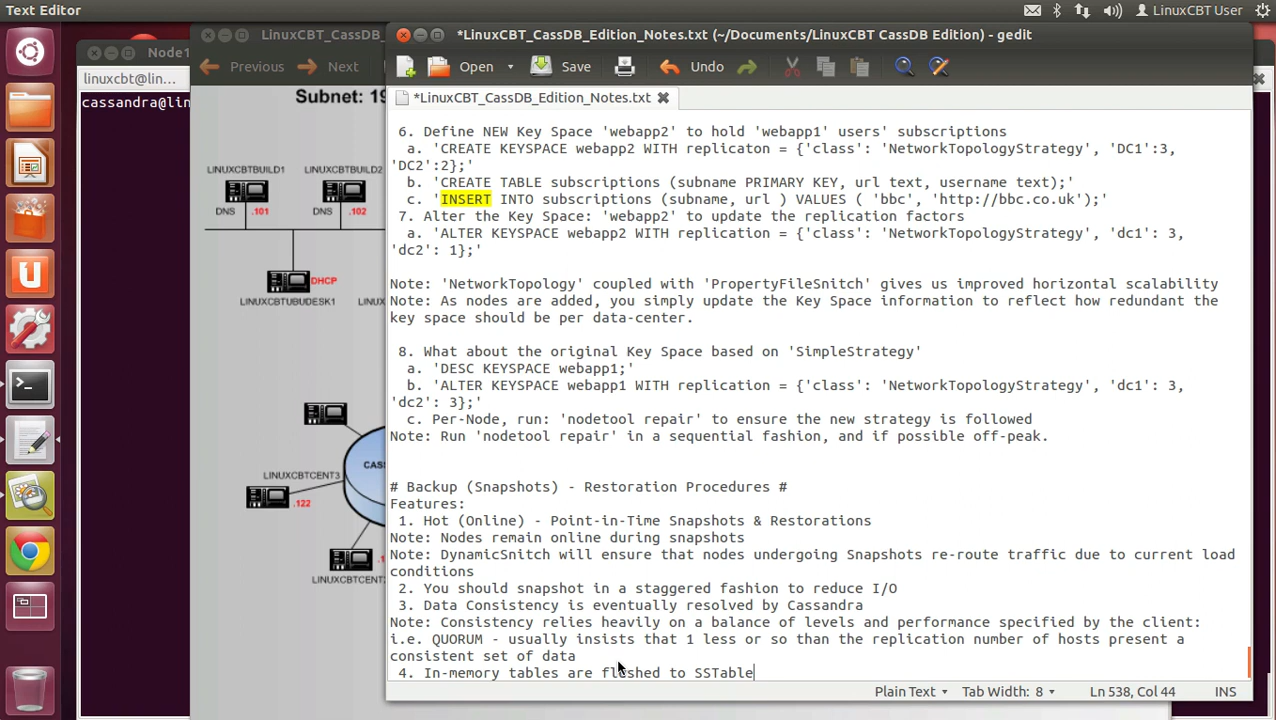 Text Editor
LinuxCBT User
Node1
LinuxCBT_CassDB_
*LinuxCBT_CassDB_Edition_Notes.txt (~/Documents/LinuxCBT CassDB Edition) - gedit
linuxcbt@lin...
Previous
Next
Open
Save
Undo
cassandra@lin
Subnet: 19
*LinuxCBT_CassDB_Edition_Notes.txt
LINUXCBTBUILD1
LINUXCBTBUILD2
DNS
.101
DNS
.102
DHCP
LINUXCBTUBUDESK1
LINUX
CASS
LINUXCBTCENT3
.122
LINUXCBTCENT
6. Define NEW Key Space 'webapp2' to hold 'webapp1' users' subscriptions
a. 'CREATE KEYSPACE webapp2 WITH replicaton = {'class': 'NetworkTopologyStrategy', 'DC1':3,
'DC2':2};'
b. 'CREATE TABLE subscriptions (subname PRIMARY KEY, url text, username text);'
c. 'INSERT INTO subscriptions (subname, url ) VALUES ( 'bbc', 'http://bbc.co.uk');'
7. Alter the Key Space: 'webapp2' to update the replication factors
a. 'ALTER KEYSPACE webapp2 WITH replication = {'class': 'NetworkTopologyStrategy', 'dc1': 3,
'dc2': 1};'
Note: 'NetworkTopology' coupled with 'PropertyFileSnitch' gives us improved horizontal scalability
Note: As nodes are added, you simply update the Key Space information to reflect how redundant the
key space should be per data-center.
8. What about the original Key Space based on 'SimpleStrategy'
a. 'DESC KEYSPACE webapp1;'
b. 'ALTER KEYSPACE webapp1 WITH replication = {'class': 'NetworkTopologyStrategy', 'dc1': 3,
'dc2': 3};'
c. Per-Node, run: 'nodetool repair' to ensure the new strategy is followed
Note: Run 'nodetool repair' in a sequential fashion, and if possible off-peak.
# Backup (Snapshots) - Restoration Procedures #
Features:
1. Hot (Online) - Point-in-Time Snapshots & Restorations
Note: Nodes remain online during snapshots
Note: DynamicSnitch will ensure that nodes undergoing Snapshots re-route traffic due to current load
conditions
2. You should snapshot in a staggered fashion to reduce I/O
3. Data Consistency is eventually resolved by Cassandra
Note: Consistency relies heavily on a balance of levels and performance specified by the client:
i.e. QUORUM - usually insists that 1 less or so than the replication number of hosts present a
consistent set of data
4. In-memory tables are flushed to SSTable
Plain Text
Tab Width: 8
Ln 538, Col 44
INS